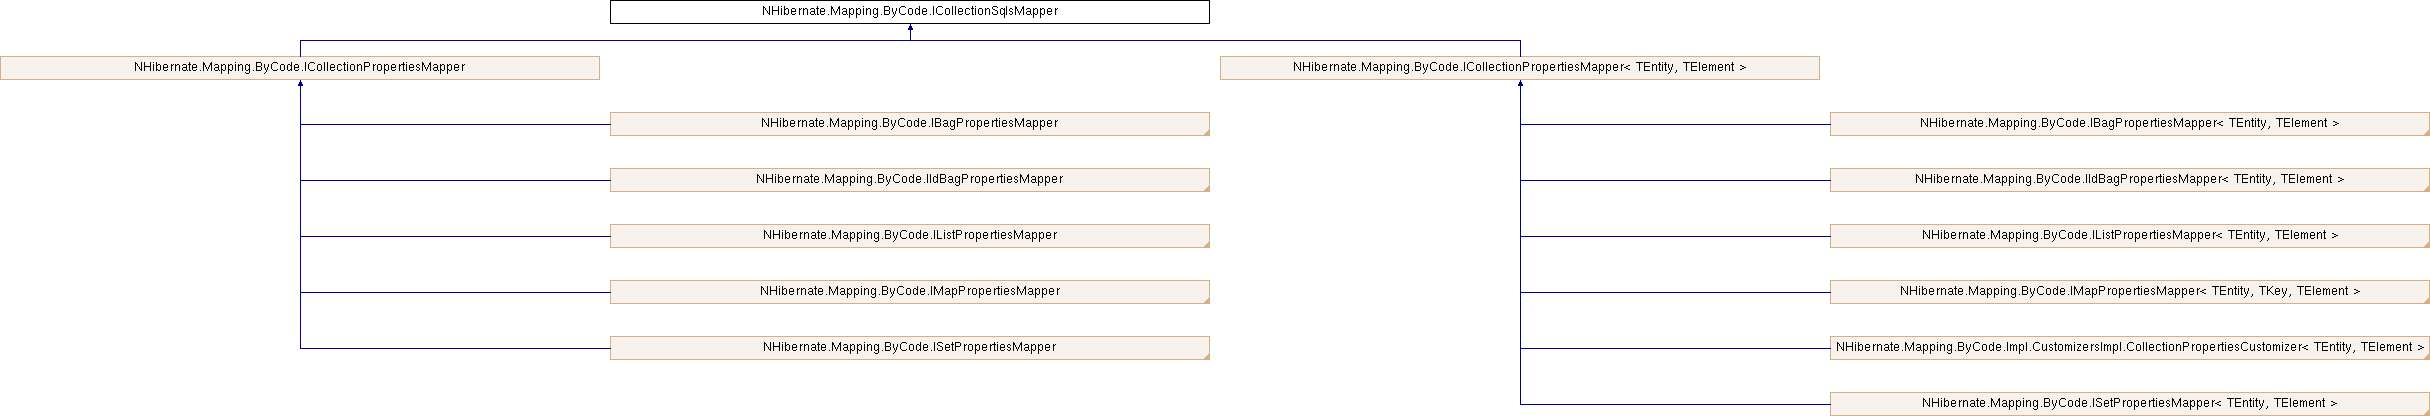 NHibernate.Mapping.ByCode.ICollectionSqlsMapper
NHibernate.Mapping.ByCode.ICollectionPropertiesMapper
NHibernate.Mapping.ByCode.ICollectionPropertiesMapper< TEntity, TElement >
NHibernate.Mapping.ByCode.IBagPropertiesMapper
NHibernate.Mapping.ByCode.IBagPropertiesMapper< TEntity, TElement >
NHibernate.Mapping.ByCode.IIdBagPropertiesMapper
NHibernate.Mapping.ByCode.IIdBagPropertiesMapper< TEntity, TElement >
NHibernate.Mapping.ByCode.IListPropertiesMapper
NHibernate.Mapping.ByCode.IListPropertiesMapper< TEntity, TElement >
NHibernate.Mapping.ByCode.IMapPropertiesMapper
NHibernate.Mapping.ByCode.IMapPropertiesMapper< TEntity, TKey, TElement >
NHibernate.Mapping.ByCode.ISetPropertiesMapper
NHibernate.Mapping.ByCode.Impl.CustomizersImpl.CollectionPropertiesCustomizer< TEntity, TElement >
NHibernate.Mapping.ByCode.ISetPropertiesMapper< TEntity, TElement >